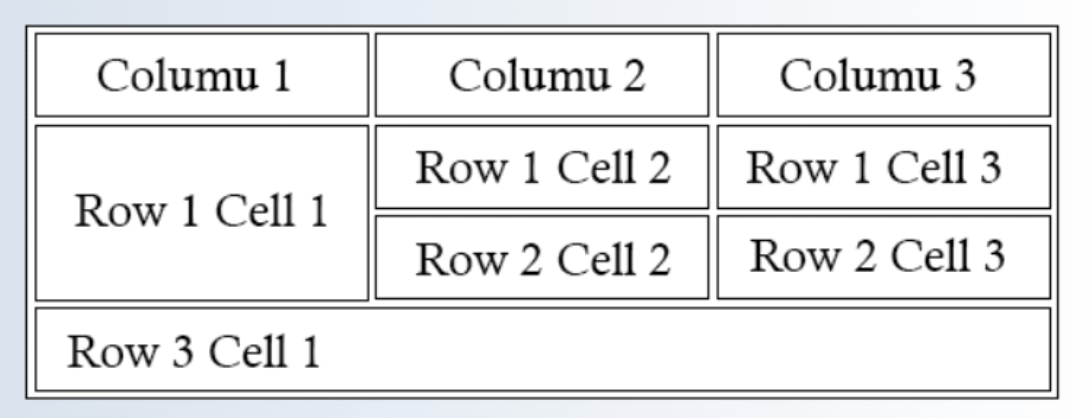 Columu 1 Columu 2 Columu 3
Row 1 Cell 1 Row 1 Cell 2 Row 1 Cell 3
Row 2 Cell 2 Row 2 Cell 3
Row 3 Cell 1